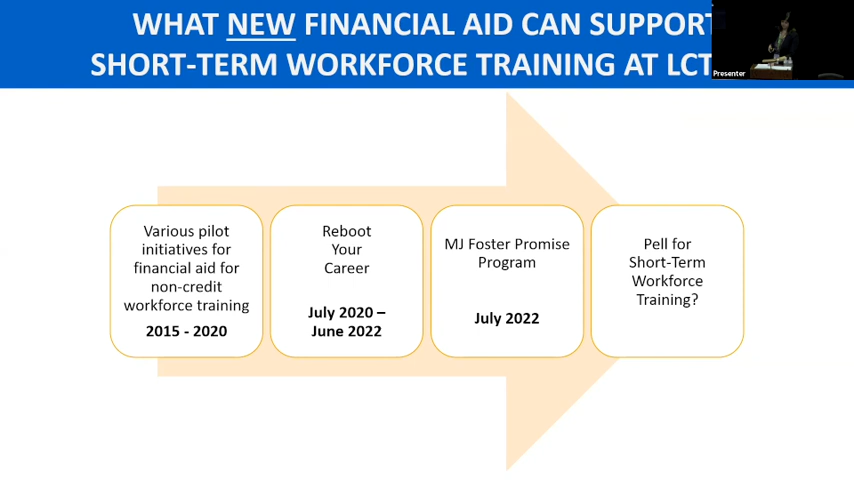 WHAT NEW FINANCIAL AID CAN SUPPORT
SHORT-TERM WORKFORCE TRAINING AT LCT
Presenter
Various pilot
initiatives for
financial aid for
non-credit
workforce training
2015 - 2020
Reboot
Your
Career
July 2020 –
June 2022
MJ Foster Promise
Program
July 2022
Pell for
Short-Term
Workforce
Training?